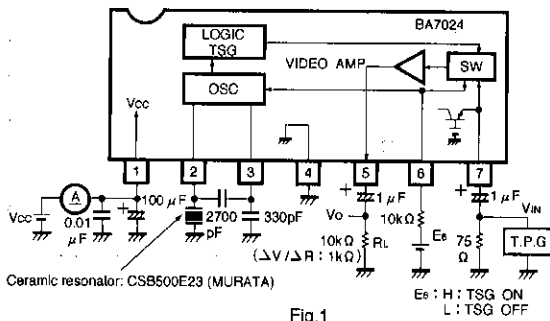 BA7024
LOGIC
TSG
VIDEO AMP
SW
OSC
Vcc
1
2
3
4
5
6
7
A
Vcc
0.01
μF
+
100 μF
2700
pF
330pF
+
1 μF
Vo
10kΩ
RL
(ΔV/ΔR : 1kΩ)
10kΩ
E6
+
1 μF
VIN
75
Ω
T.P.G
Ceramic resonator: CSB500E23 (MURATA)
E6 : H : TSG ON
L : TSG OFF
Fig.1